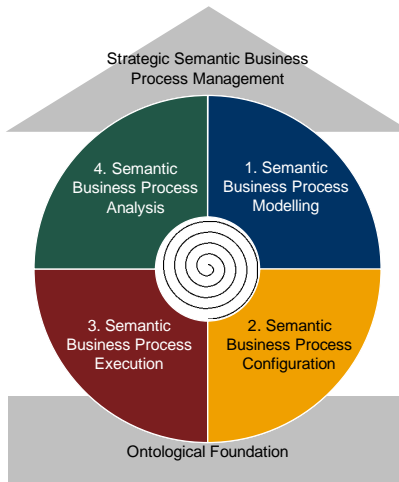 Strategic Semantic Business
Process Management
4. Semantic
Business Process
Analysis
1. Semantic
Business Process
Modelling
3. Semantic
Business Process
Execution
2. Semantic
Business Process
Configuration
Ontological Foundation